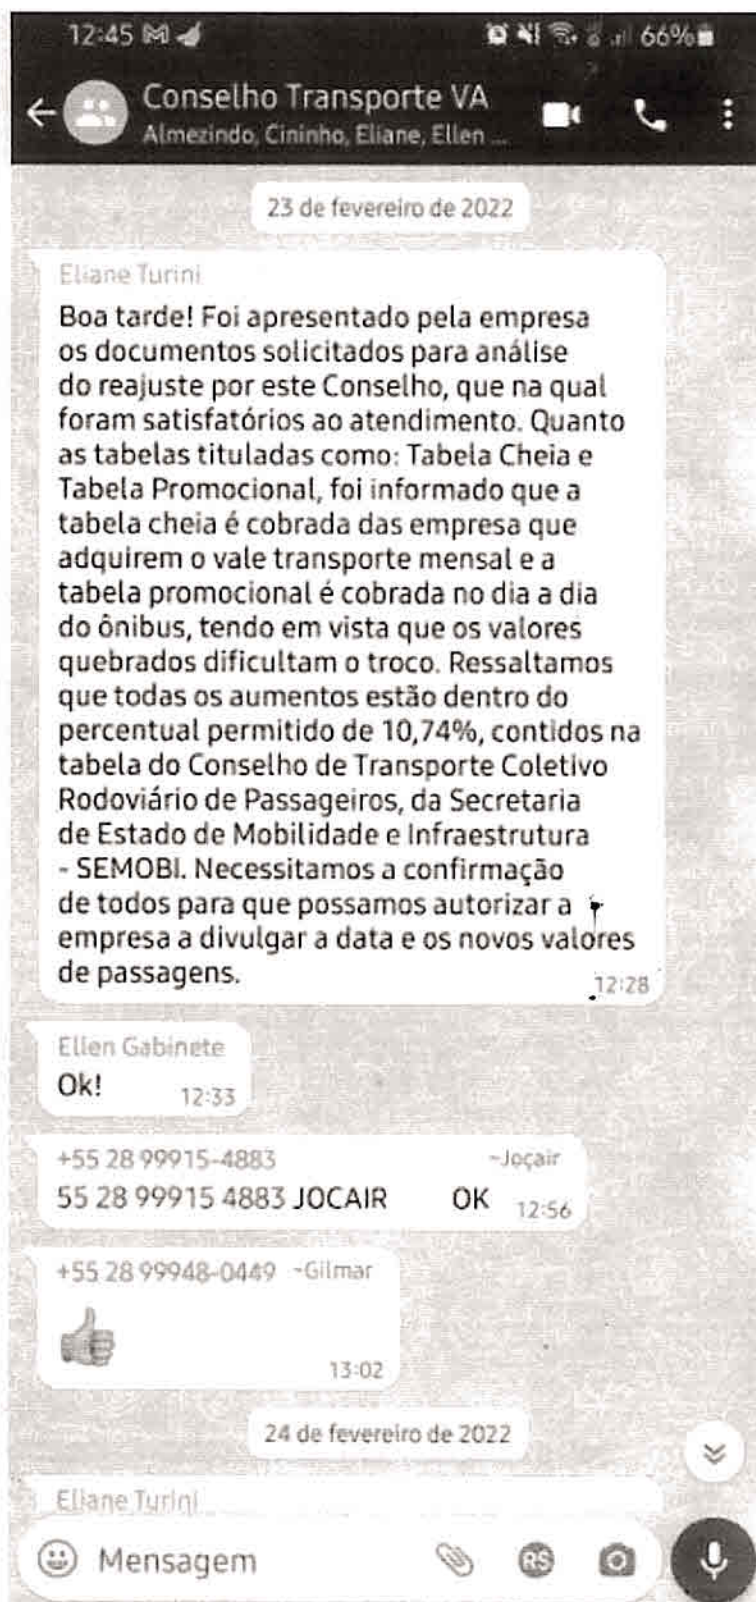 12:45 66%
Conselho Transporte VA
Almezindo, Cininho, Eliane, Ellen ...
23 de fevereiro de 2022
Eliane Turini
Boa tarde! Foi apresentado pela empresa
os documentos solicitados para análise
do reajuste por este Conselho, que na qual
foram satisfatórios ao atendimento. Quanto
as tabelas tituladas como: Tabela Cheia e
Tabela Promocional, foi informado que a
tabela cheia é cobrada das empresa que
adquirem o vale transporte mensal e a
tabela promocional é cobrada no dia a dia
do ônibus, tendo em vista que os valores
quebrados dificultam o troco. Ressaltamos
que todas os aumentos estão dentro do
percentual permitido de 10,74%, contidos na
tabela do Conselho de Transporte Coletivo
Rodoviário de Passageiros, da Secretaria
de Estado de Mobilidade e Infraestrutura
- SEMOBI. Necessitamos a confirmação
de todos para que possamos autorizar a
empresa a divulgar a data e os novos valores
de passagens. 12:28
Ellen Gabinete
Ok! 12:33
+55 28 99915-4883 ~Joçair
55 28 99915 4883 JOCAIR OK 12:56
+55 28 99948-0449 ~Gilmar
👍
13:02
24 de fevereiro de 2022
Eliane Turini
Mensagem R$